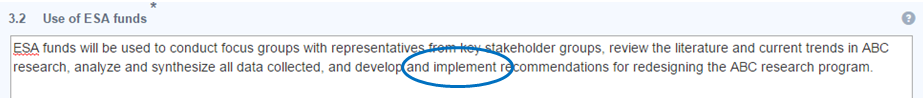 3.2 Use of ESA funds *
ESA funds will be used to conduct focus groups with representatives from key stakeholder groups, review the literature and current trends in ABC
research, analyze and synthesize all data collected, and develop and implement recommendations for redesigning the ABC research program.